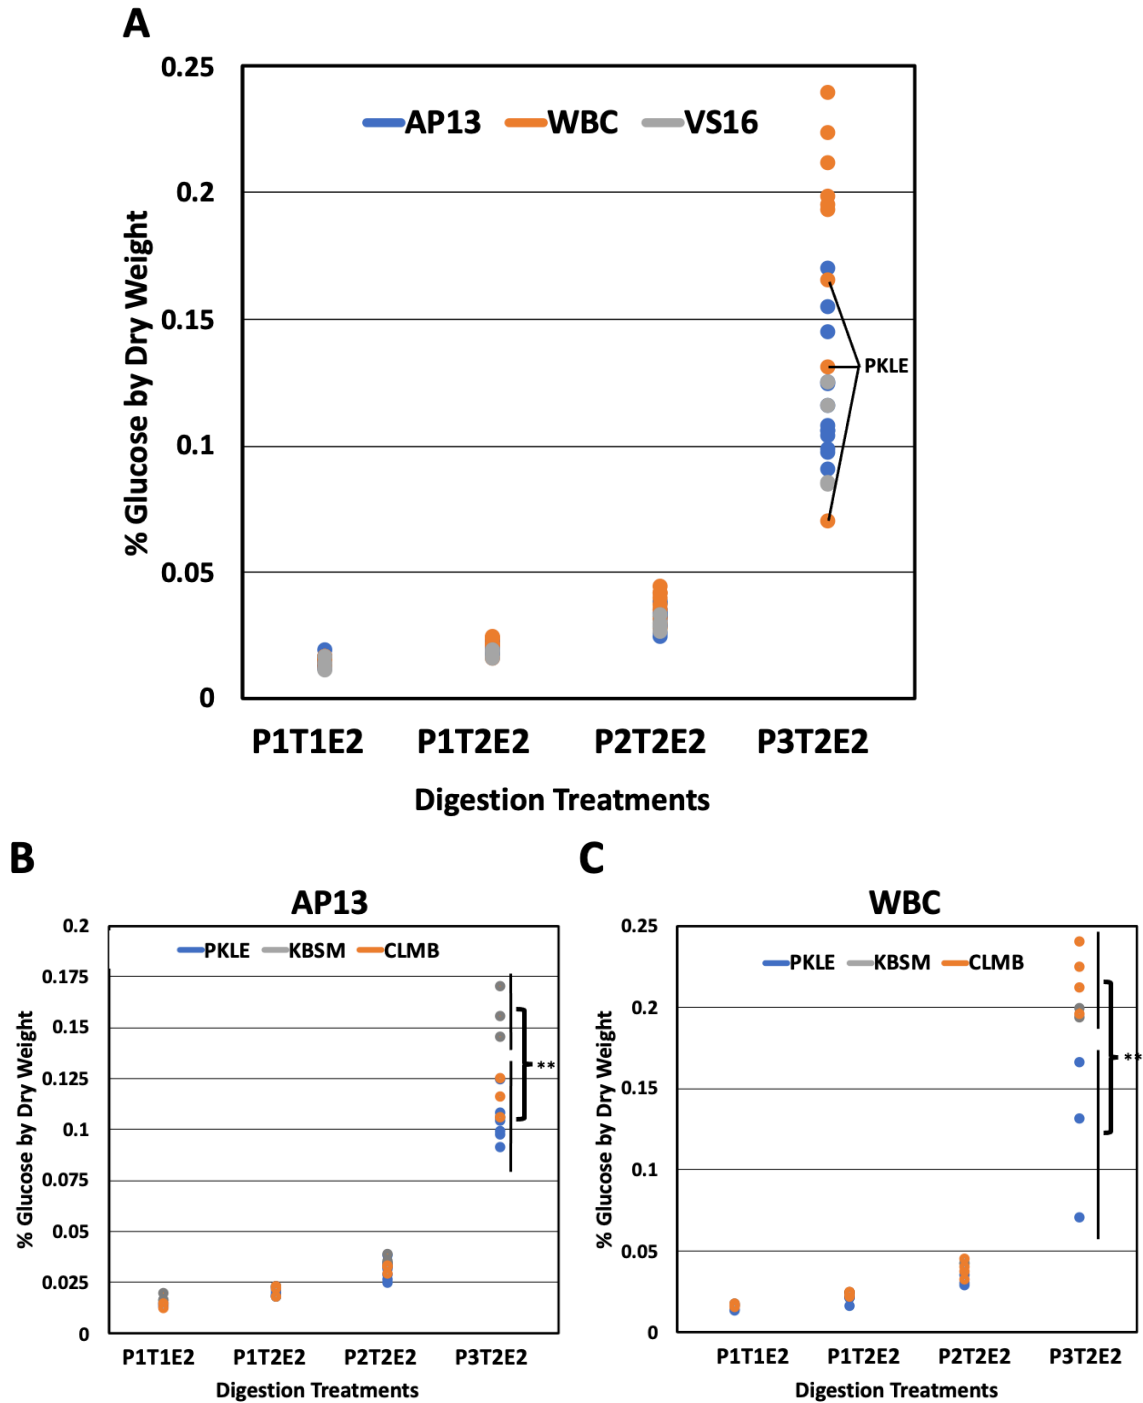 A
0.25
0.2
0.15
0.1
0.05
0
% Glucose by Dry Weight
AP13 WBC VS16
PKLE
P1T1E2 P1T2E2 P2T2E2 P3T2E2
Digestion Treatments
B
AP13
0.2
0.175
0.15
0.125
0.1
0.075
0.05
0.025
0
% Glucose by Dry Weight
PKLE KBSM CLMB
**
P1T1E2 P1T2E2 P2T2E2 P3T2E2
Digestion Treatments
C
WBC
0.25
0.2
0.15
0.1
0.05
0
% Glucose by Dry Weight
PKLE KBSM CLMB
**
P1T1E2 P1T2E2 P2T2E2 P3T2E2
Digestion Treatments